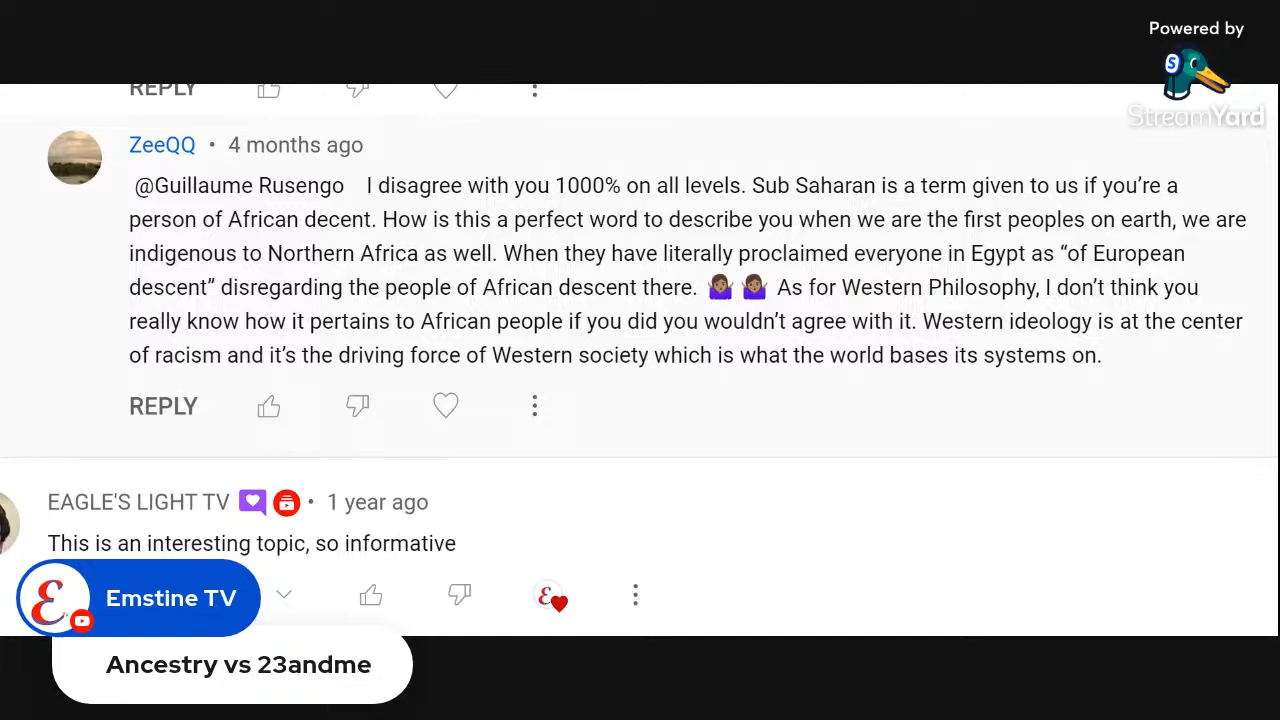 Powered by
StreamYard
REPLY
ZeeQQ • 4 months ago
@Guillaume Rusengo I disagree with you 1000% on all levels. Sub Saharan is a term given to us if you’re a
person of African decent. How is this a perfect word to describe you when we are the first peoples on earth, we are
indigenous to Northern Africa as well. When they have literally proclaimed everyone in Egypt as “of European
descent” disregarding the people of African descent there. 🤷🏽‍♀️ 🤷🏽‍♀️ As for Western Philosophy, I don’t think you
really know how it pertains to African people if you did you wouldn’t agree with it. Western ideology is at the center
of racism and it’s the driving force of Western society which is what the world bases its systems on.
REPLY
EAGLE'S LIGHT TV • 1 year ago
This is an interesting topic, so informative
Emstine TV
Ancestry vs 23andme